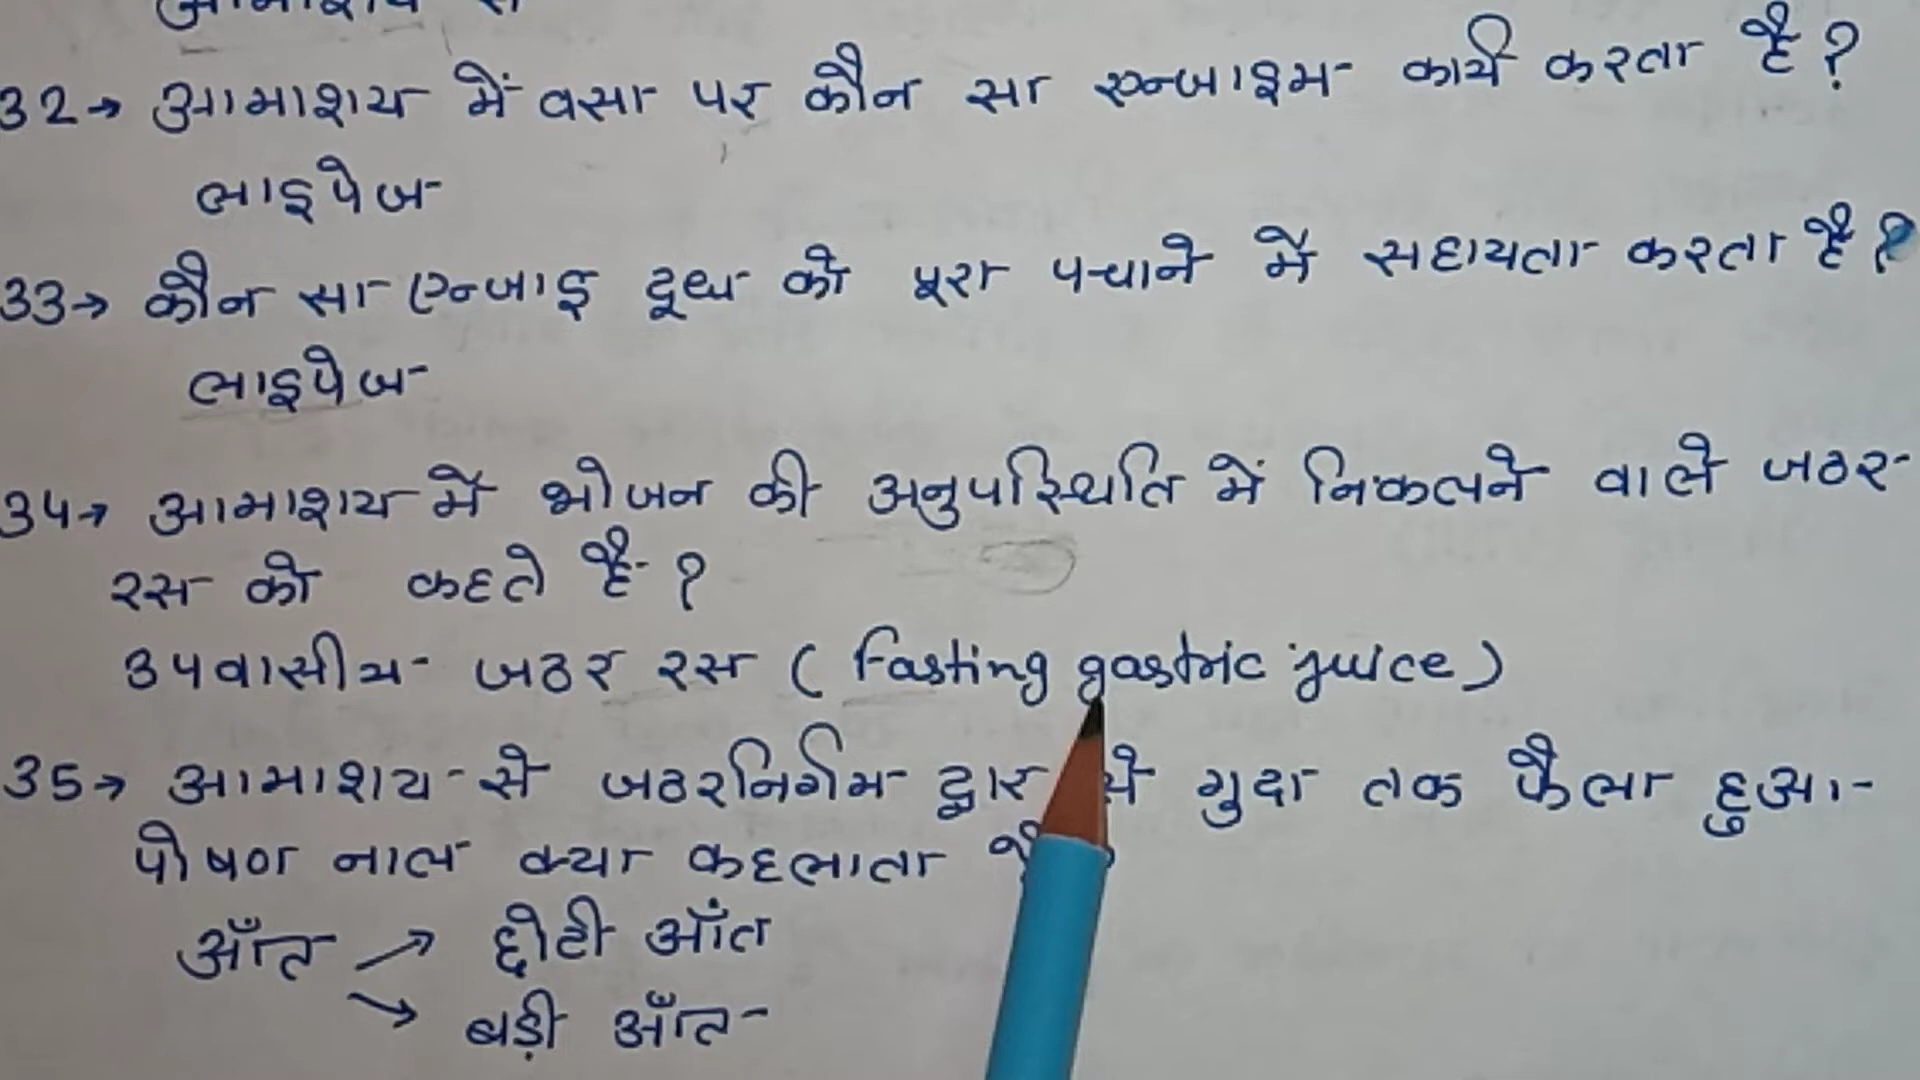 आमाशय से
32→ आमाशय में वसा पर कौन सा एन्जाइम कार्य करता है?
लाइपेज
33→ कौन सा एन्जाइ दूध को पूरा पचाने में सहायता करता है?
लाइपेज
34→ आमाशय में भोजन की अनुपस्थिति में निकलने वाले जठर
रस को कहते है?
उपवासीय जठर रस (Fasting gastric juice)
35→ आमाशय से जठरनिर्गम द्वार से गुदा तक फैला हुआ
पोषण नाल क्या कहलाता है?
आँत → छोटी आँत
→ बड़ी आँत